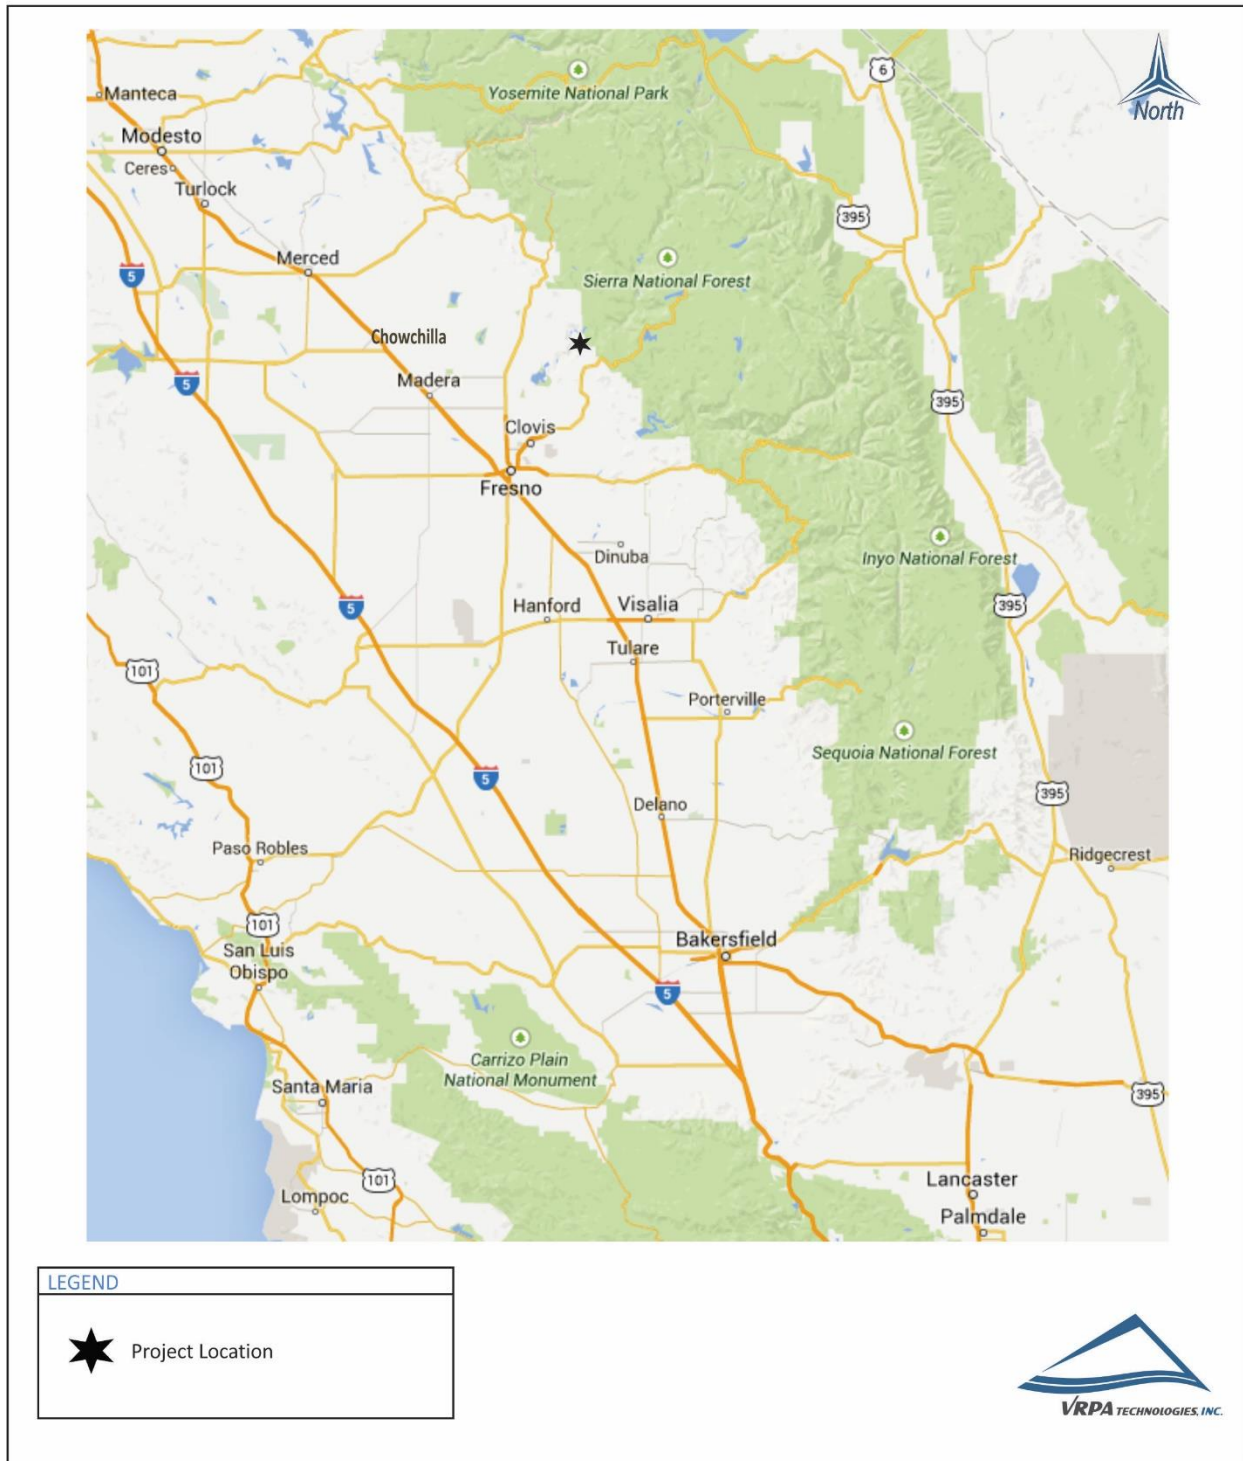 Yosemite National Park
6
North
Manteca
Modesto
Ceres
Turlock
395
Merced
5
Sierra National Forest
Chowchilla
5
Madera
395
Clovis
Fresno
Dinuba
Inyo National Forest
5
Hanford
Visalia
395
Tulare
101
Porterville
Sequoia National Forest
101
5
395
Delano
Paso Robles
Ridgecrest
101
Bakersfield
San Luis
Obispo
5
Carrizo Plain
National Monument
Santa Maria
395
101
Lompoc
Lancaster
Palmdale
LEGEND
Project Location
VRPA TECHNOLOGIES, INC.